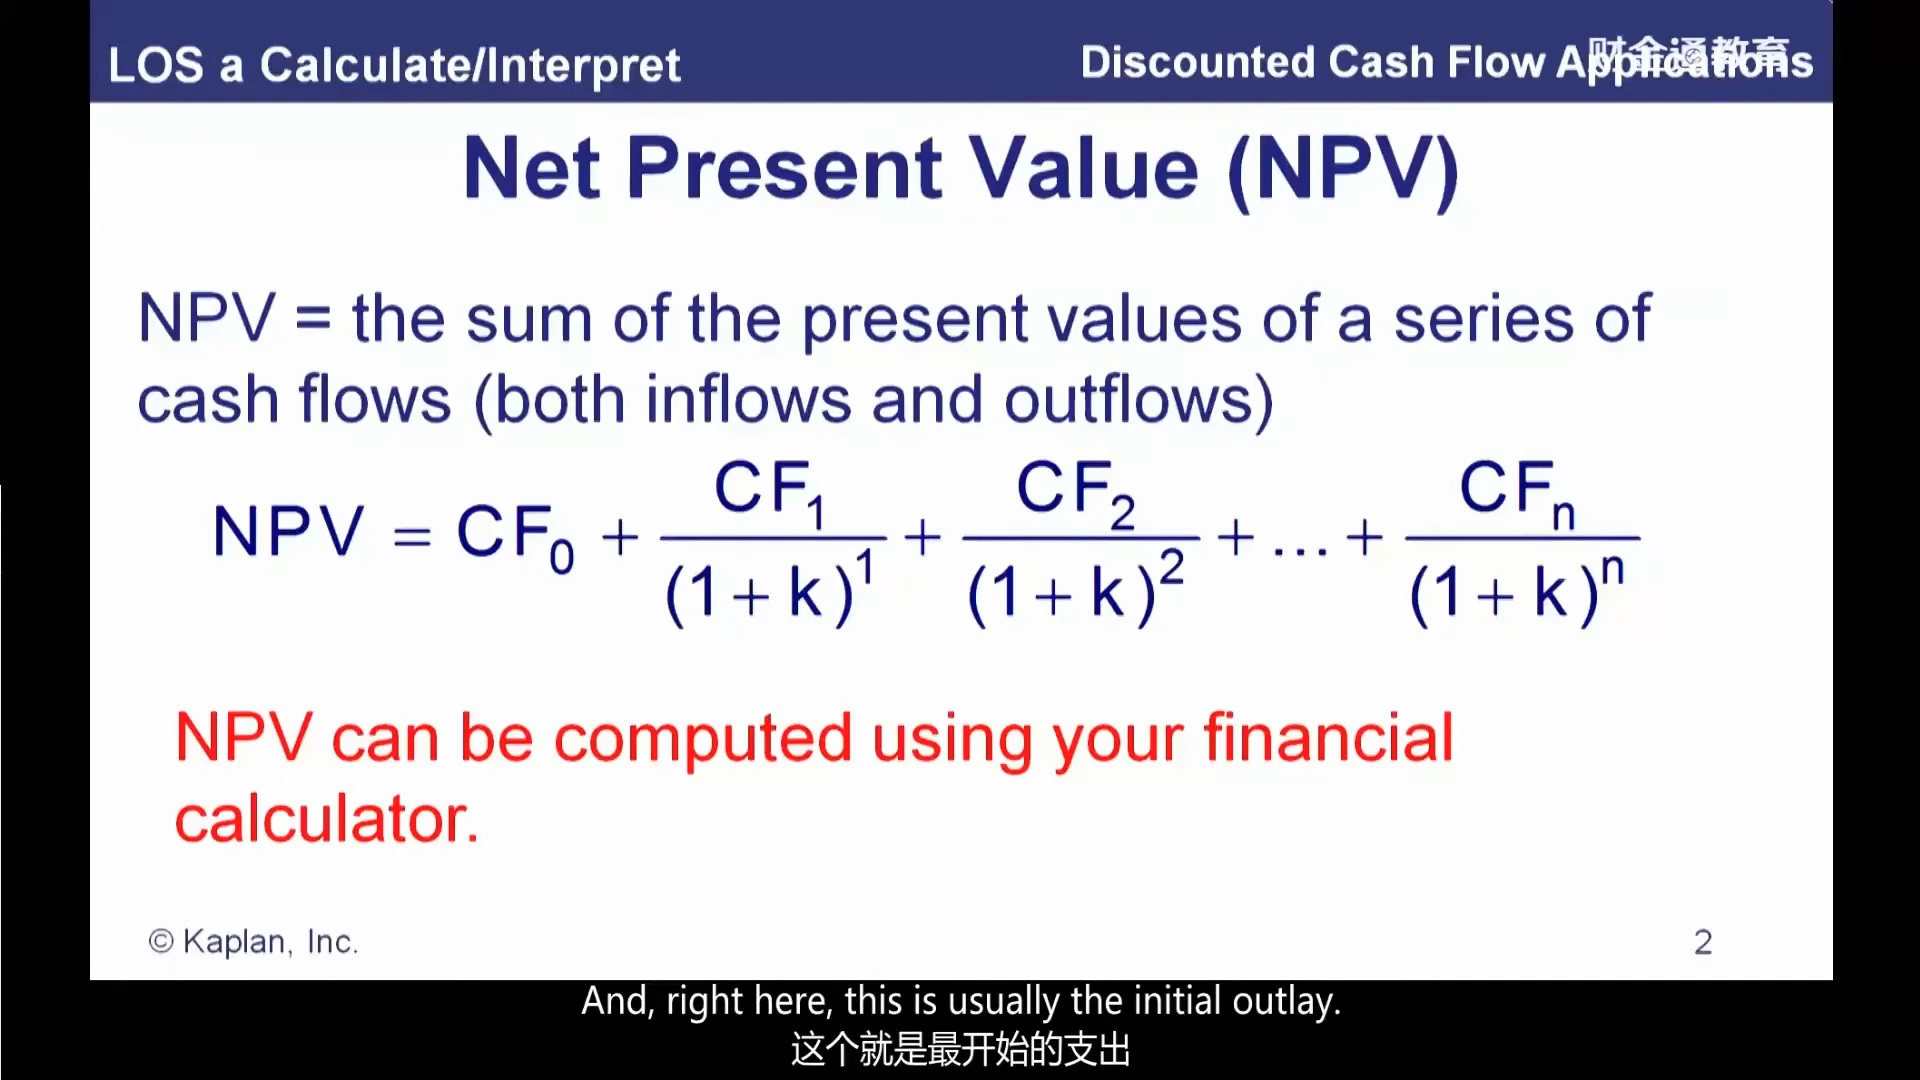 LOS a Calculate/Interpret
Discounted Cash Flow Applications
财金通教育
Net Present Value (NPV)
NPV = the sum of the present values of a series of
cash flows (both inflows and outflows)
NPV = CF₀ + CF₁/(1+k)¹ + CF₂/(1+k)² + ... + CFₙ/(1+k)ⁿ
NPV can be computed using your financial
calculator.
© Kaplan, Inc.
2
And, right here, this is usually the initial outlay.
这个就是最开始的支出